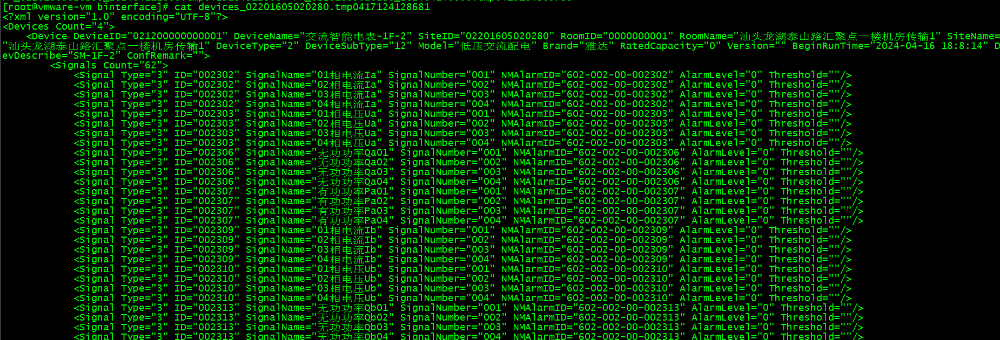 [root@vmware-vm binterface]# cat devices_02201605020280.tmp0417124128681
<?xml version="1.0" encoding="UTF-8"?>
<Devices Count="4">
    <Device DeviceID="021200000000001" DeviceName="交流智能电表-1F-2" SiteID="02201605020280" RoomID="0000000001" RoomName="汕头龙湖泰山路汇聚点一楼机房传输1" SiteName=
"汕头龙湖泰山路汇聚点一楼机房传输1" DeviceType="2" DeviceSubType="12" Model="低压交流配电" Brand="雅达" RatedCapacity="0" Version="" BeginRunTime="2024-04-16 18:8:14" D
evDescribe="SM-1F-2" ConfRemark="">
        <Signals Count="62">
            <Signal Type="3" ID="002302" SignalName="01相电流Ia" SignalNumber="001" NMAlarmID="602-002-00-002302" AlarmLevel="0" Threshold=""/>
            <Signal Type="3" ID="002302" SignalName="02相电流Ia" SignalNumber="002" NMAlarmID="602-002-00-002302" AlarmLevel="0" Threshold=""/>
            <Signal Type="3" ID="002302" SignalName="03相电流Ia" SignalNumber="003" NMAlarmID="602-002-00-002302" AlarmLevel="0" Threshold=""/>
            <Signal Type="3" ID="002302" SignalName="04相电流Ia" SignalNumber="004" NMAlarmID="602-002-00-002302" AlarmLevel="0" Threshold=""/>
            <Signal Type="3" ID="002303" SignalName="01相电压Ua" SignalNumber="001" NMAlarmID="602-002-00-002303" AlarmLevel="0" Threshold=""/>
            <Signal Type="3" ID="002303" SignalName="02相电压Ua" SignalNumber="002" NMAlarmID="602-002-00-002303" AlarmLevel="0" Threshold=""/>
            <Signal Type="3" ID="002303" SignalName="03相电压Ua" SignalNumber="003" NMAlarmID="602-002-00-002303" AlarmLevel="0" Threshold=""/>
            <Signal Type="3" ID="002303" SignalName="04相电压Ua" SignalNumber="004" NMAlarmID="602-002-00-002303" AlarmLevel="0" Threshold=""/>
            <Signal Type="3" ID="002306" SignalName="无功功率Qa01" SignalNumber="001" NMAlarmID="602-002-00-002306" AlarmLevel="0" Threshold=""/>
            <Signal Type="3" ID="002306" SignalName="无功功率Qa02" SignalNumber="002" NMAlarmID="602-002-00-002306" AlarmLevel="0" Threshold=""/>
            <Signal Type="3" ID="002306" SignalName="无功功率Qa03" SignalNumber="003" NMAlarmID="602-002-00-002306" AlarmLevel="0" Threshold=""/>
            <Signal Type="3" ID="002306" SignalName="无功功率Qa04" SignalNumber="004" NMAlarmID="602-002-00-002306" AlarmLevel="0" Threshold=""/>
            <Signal Type="3" ID="002307" SignalName="有功功率Pa01" SignalNumber="001" NMAlarmID="602-002-00-002307" AlarmLevel="0" Threshold=""/>
            <Signal Type="3" ID="002307" SignalName="有功功率Pa02" SignalNumber="002" NMAlarmID="602-002-00-002307" AlarmLevel="0" Threshold=""/>
            <Signal Type="3" ID="002307" SignalName="有功功率Pa03" SignalNumber="003" NMAlarmID="602-002-00-002307" AlarmLevel="0" Threshold=""/>
            <Signal Type="3" ID="002307" SignalName="有功功率Pa04" SignalNumber="004" NMAlarmID="602-002-00-002307" AlarmLevel="0" Threshold=""/>
            <Signal Type="3" ID="002309" SignalName="01相电流Ib" SignalNumber="001" NMAlarmID="602-002-00-002309" AlarmLevel="0" Threshold=""/>
            <Signal Type="3" ID="002309" SignalName="02相电流Ib" SignalNumber="002" NMAlarmID="602-002-00-002309" AlarmLevel="0" Threshold=""/>
            <Signal Type="3" ID="002309" SignalName="03相电流Ib" SignalNumber="003" NMAlarmID="602-002-00-002309" AlarmLevel="0" Threshold=""/>
            <Signal Type="3" ID="002309" SignalName="04相电流Ib" SignalNumber="004" NMAlarmID="602-002-00-002309" AlarmLevel="0" Threshold=""/>
            <Signal Type="3" ID="002310" SignalName="01相电压Ub" SignalNumber="001" NMAlarmID="602-002-00-002310" AlarmLevel="0" Threshold=""/>
            <Signal Type="3" ID="002310" SignalName="02相电压Ub" SignalNumber="002" NMAlarmID="602-002-00-002310" AlarmLevel="0" Threshold=""/>
            <Signal Type="3" ID="002310" SignalName="03相电压Ub" SignalNumber="003" NMAlarmID="602-002-00-002310" AlarmLevel="0" Threshold=""/>
            <Signal Type="3" ID="002310" SignalName="04相电压Ub" SignalNumber="004" NMAlarmID="602-002-00-002310" AlarmLevel="0" Threshold=""/>
            <Signal Type="3" ID="002313" SignalName="无功功率Qb01" SignalNumber="001" NMAlarmID="602-002-00-002313" AlarmLevel="0" Threshold=""/>
            <Signal Type="3" ID="002313" SignalName="无功功率Qb02" SignalNumber="002" NMAlarmID="602-002-00-002313" AlarmLevel="0" Threshold=""/>
            <Signal Type="3" ID="002313" SignalName="无功功率Qb03" SignalNumber="003" NMAlarmID="602-002-00-002313" AlarmLevel="0" Threshold=""/>
            <Signal Type="3" ID="002313" SignalName="无功功率Qb04" SignalNumber="004" NMAlarmID="602-002-00-002313" AlarmLevel="0" Threshold=""/>